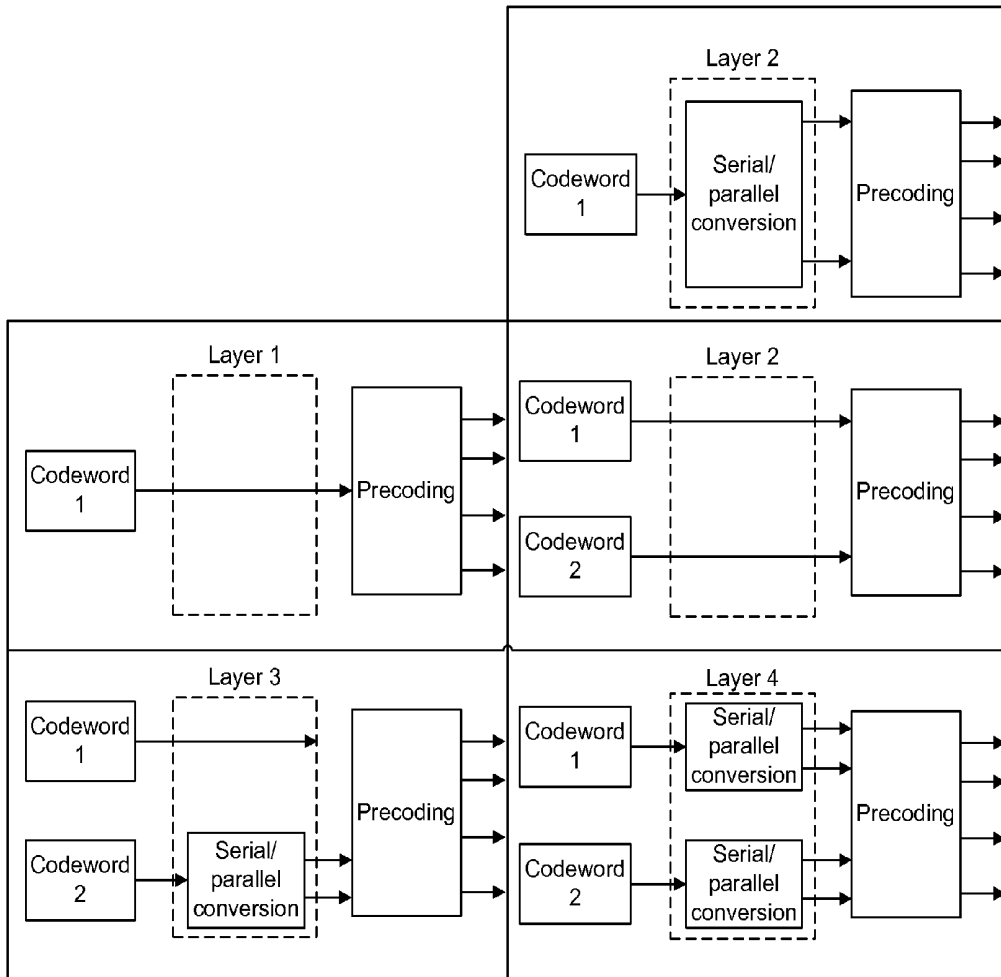 Layer 2
Codeword
1
Serial/
parallel
conversion
Precoding
Layer 1
Codeword
1
Precoding
Layer 2
Codeword
1
Codeword
2
Precoding
Layer 3
Codeword
1
Codeword
2
Serial/
parallel
conversion
Precoding
Layer 4
Codeword
1
Serial/
parallel
conversion
Codeword
2
Serial/
parallel
conversion
Precoding